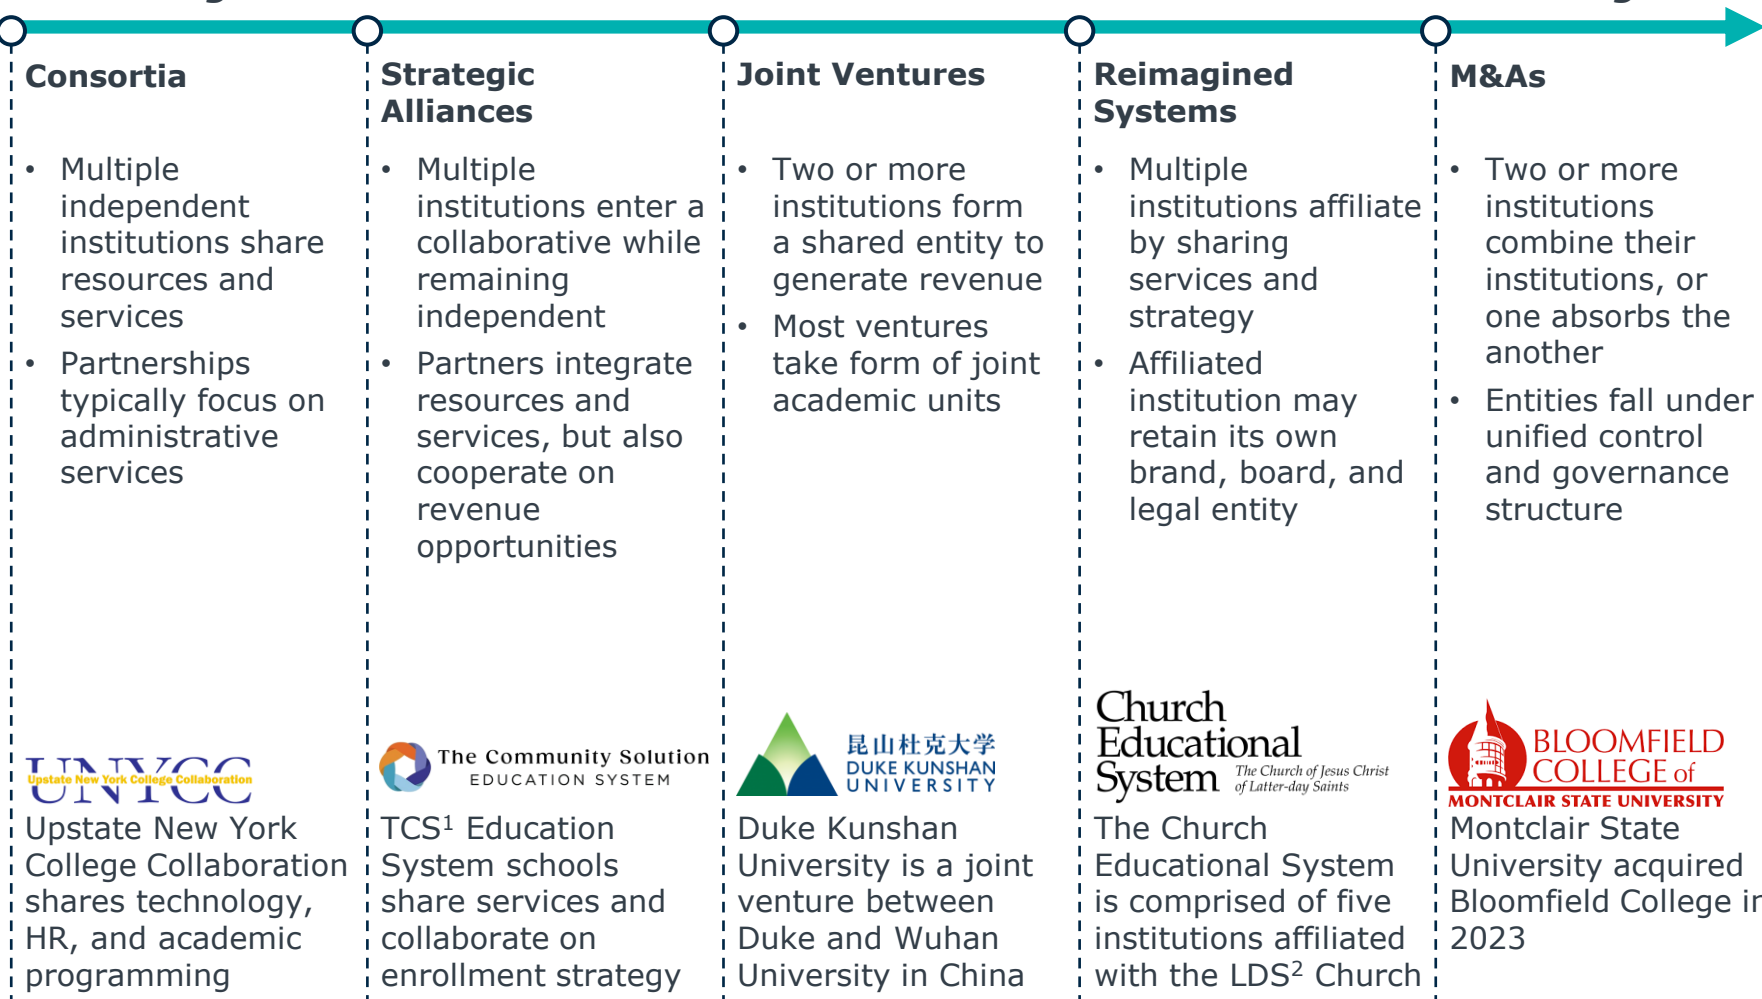 Consortia
• Multiple
independent
institutions share
resources and
services
• Partnerships
typically focus on
administrative
services
UNYCC
Upstate New York College Collaboration
Upstate New York
College Collaboration
shares technology,
HR, and academic
programming
Strategic
Alliances
• Multiple
institutions enter a
collaborative while
remaining
independent
• Partners integrate
resources and
services, but also
cooperate on
revenue
opportunities
The Community Solution
EDUCATION SYSTEM
TCS¹ Education
System schools
share services and
collaborate on
enrollment strategy
Joint Ventures
• Two or more
institutions form
a shared entity to
generate revenue
• Most ventures
take form of joint
academic units
昆山杜克大学
DUKE KUNSHAN
UNIVERSITY
Duke Kunshan
University is a joint
venture between
Duke and Wuhan
University in China
Reimagined
Systems
• Multiple
institutions affiliate
by sharing
services and
strategy
• Affiliated
institution may
retain its own
brand, board, and
legal entity
Church
Educational
System
The Church of Jesus Christ
of Latter-day Saints
The Church
Educational System
is comprised of five
institutions affiliated
with the LDS² Church
M&As
• Two or more
institutions
combine their
institutions, or
one absorbs the
another
• Entities fall under
unified control
and governance
structure
BLOOMFIELD
COLLEGE of
MONTCLAIR STATE UNIVERSITY
Montclair State
University acquired
Bloomfield College in
2023